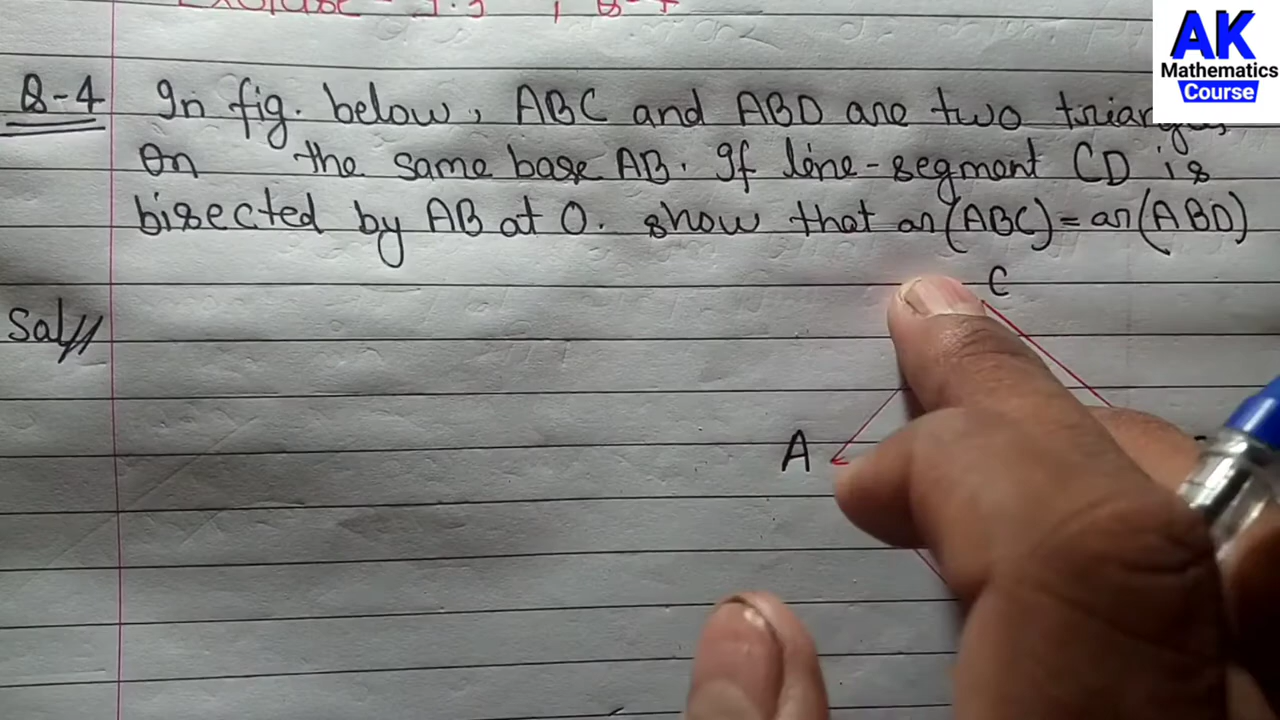 AK
Mathematics
Course
Q-4 In fig. below, ABC and ABD are two triangles
on the same base AB. If line-segment CD is
bisected by AB at O. show that ar(ABC)=ar(ABD)
C
Sol//
A